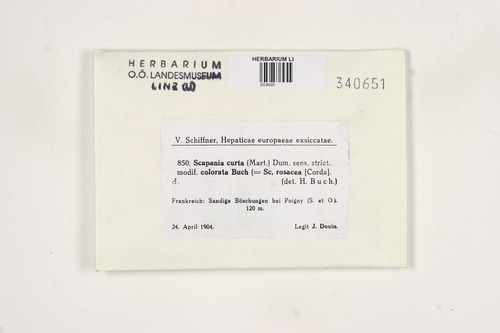 HERBARIUM
O.Ö. LANDESMUSEUM
LINZ (LI)
HERBARIUM LI
340651
V. Schiffner, Hepaticae europaeae exsiccatae.
850. Scapania curta (Mart.) Dum. sens. strict.
modif. colorata Buch (= Sc. rosacea [Corda].
♂. (det. H. Buch.)
Frankreich: Sandige Böschungen bei Poigny (S. et O).
120 m.
24. April 1904. Legit J. Douin.